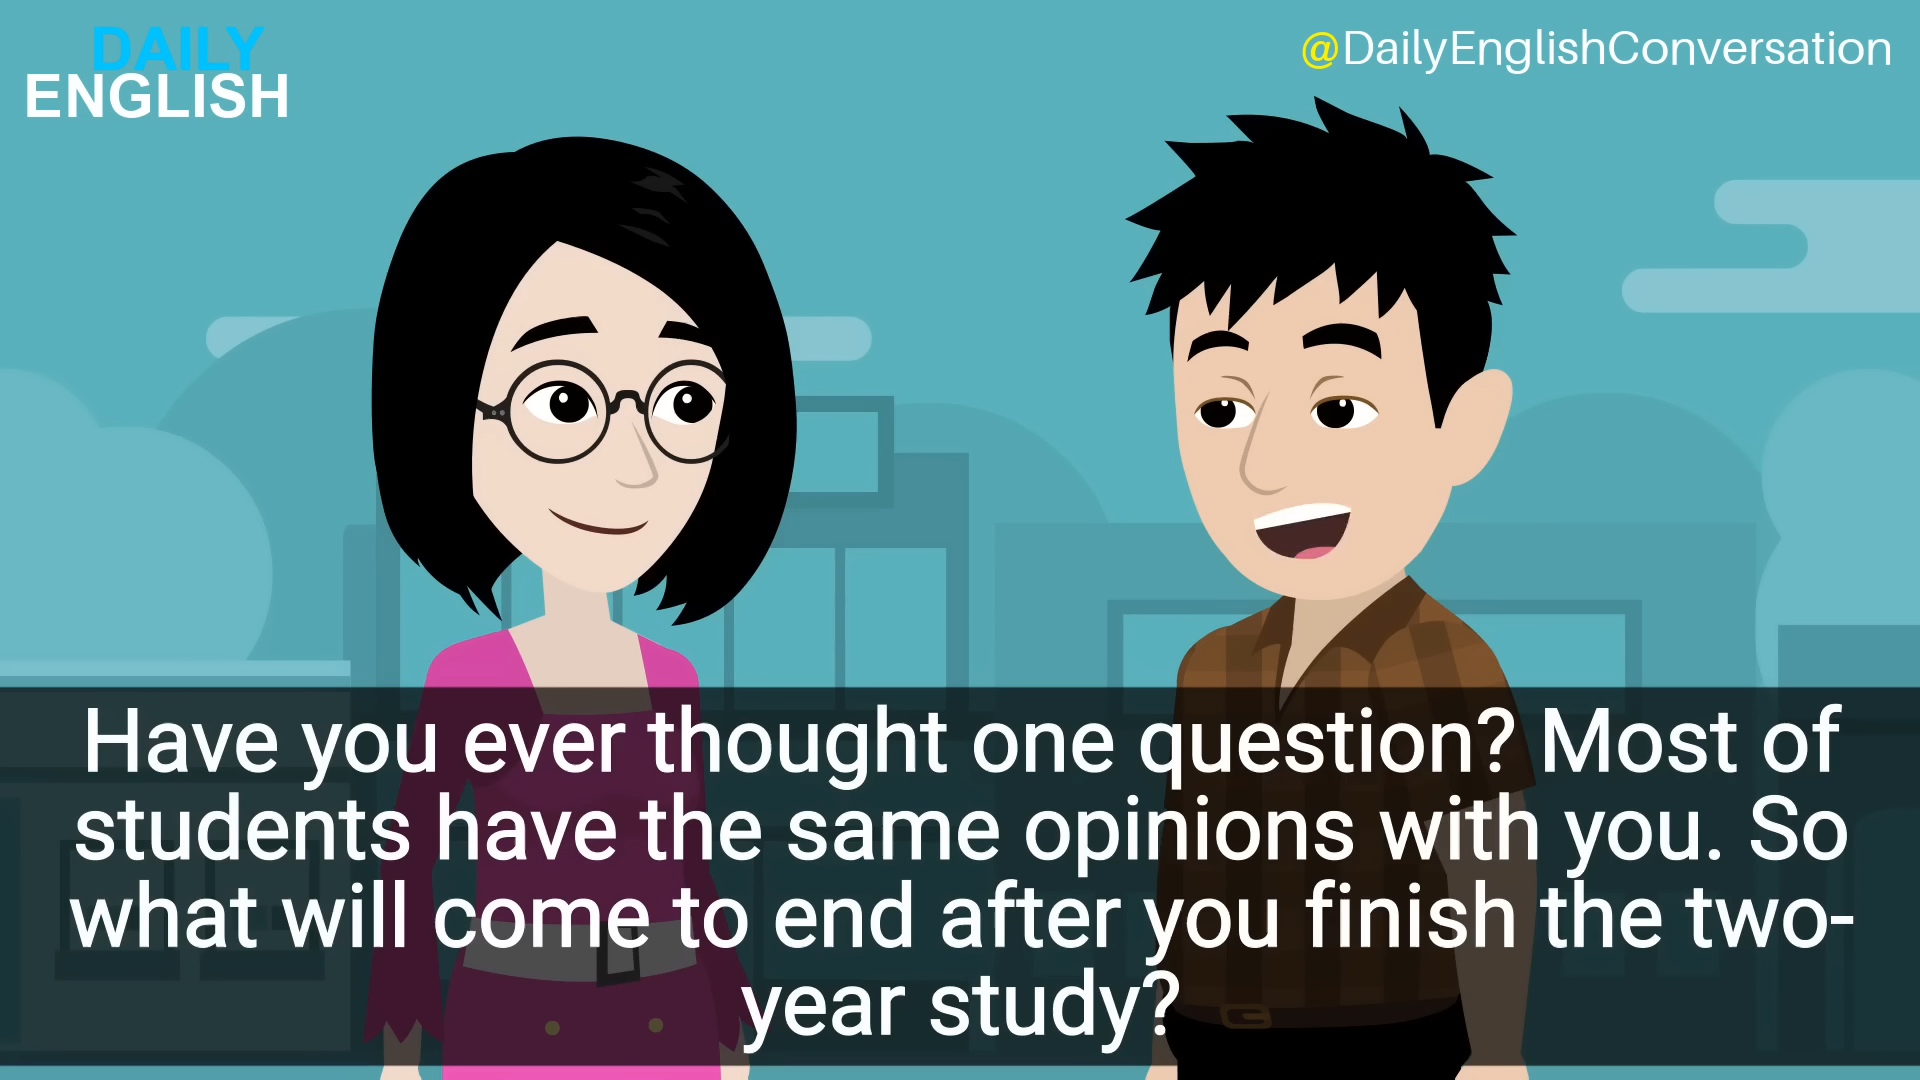 DAILY
ENGLISH
@DailyEnglishConversation
Have you ever thought one question? Most of
students have the same opinions with you. So
what will come to end after you finish the two-
year study?